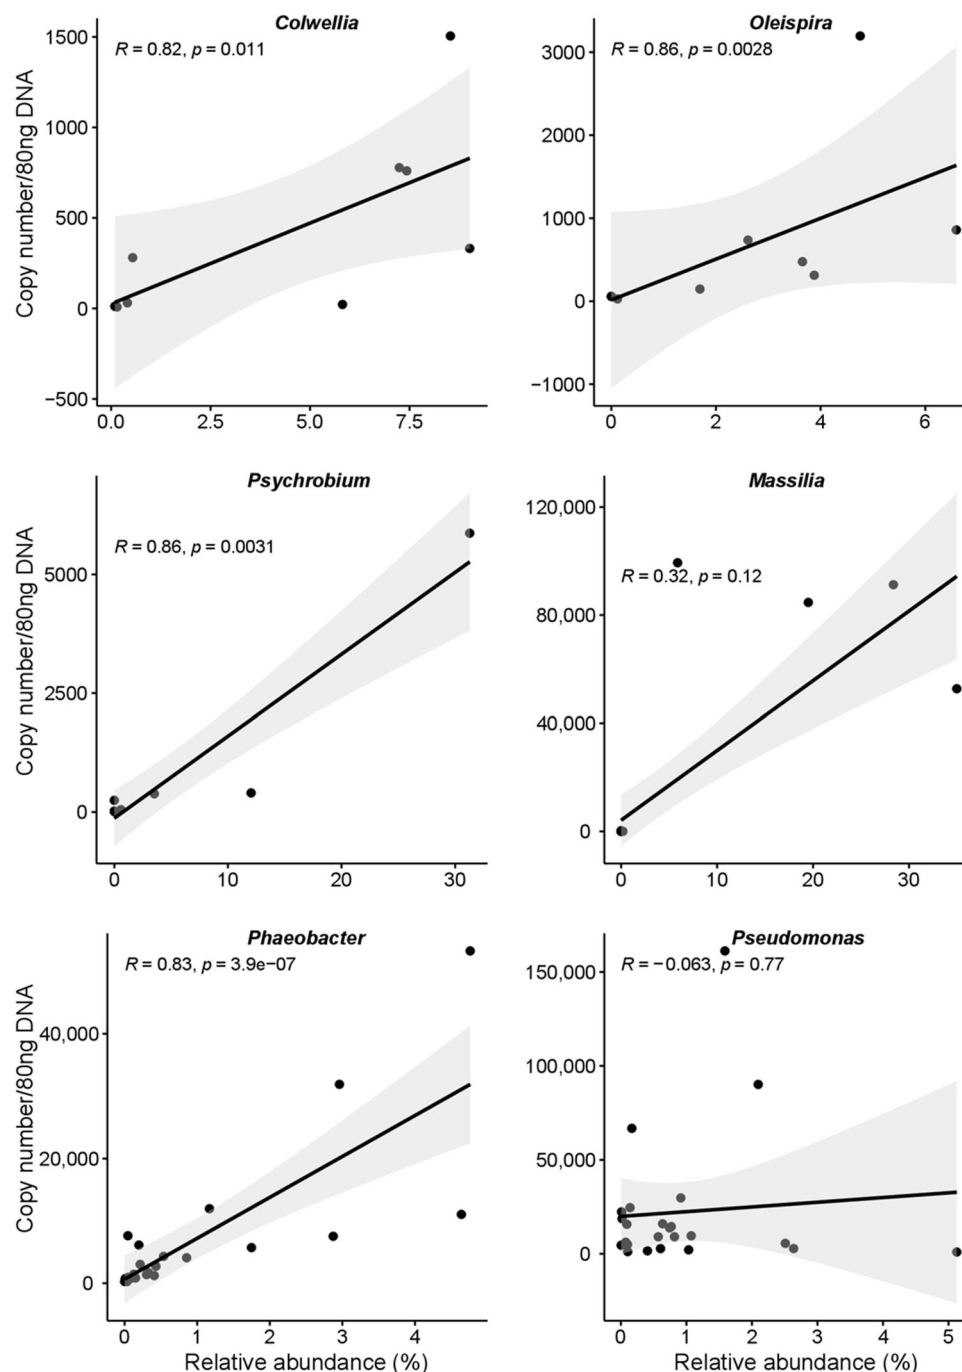 Colwellia
R = 0.82, p = 0.011
1500
1000
500
0
−500
0.0 2.5 5.0 7.5
Copy number/80ng DNA
Oleispira
R = 0.86, p = 0.0028
3000
2000
1000
0
−1000
0 2 4 6
Psychrobium
R = 0.86, p = 0.0031
5000
2500
0
0 10 20 30
Copy number/80ng DNA
Massilia
R = 0.32, p = 0.12
120,000
80,000
40,000
0
0 10 20 30
Phaeobacter
R = 0.83, p = 3.9e−07
40,000
20,000
0
0 1 2 3 4
Copy number/80ng DNA
Relative abundance (%)
Pseudomonas
R = −0.063, p = 0.77
150,000
100,000
50,000
0
0 1 2 3 4 5
Relative abundance (%)